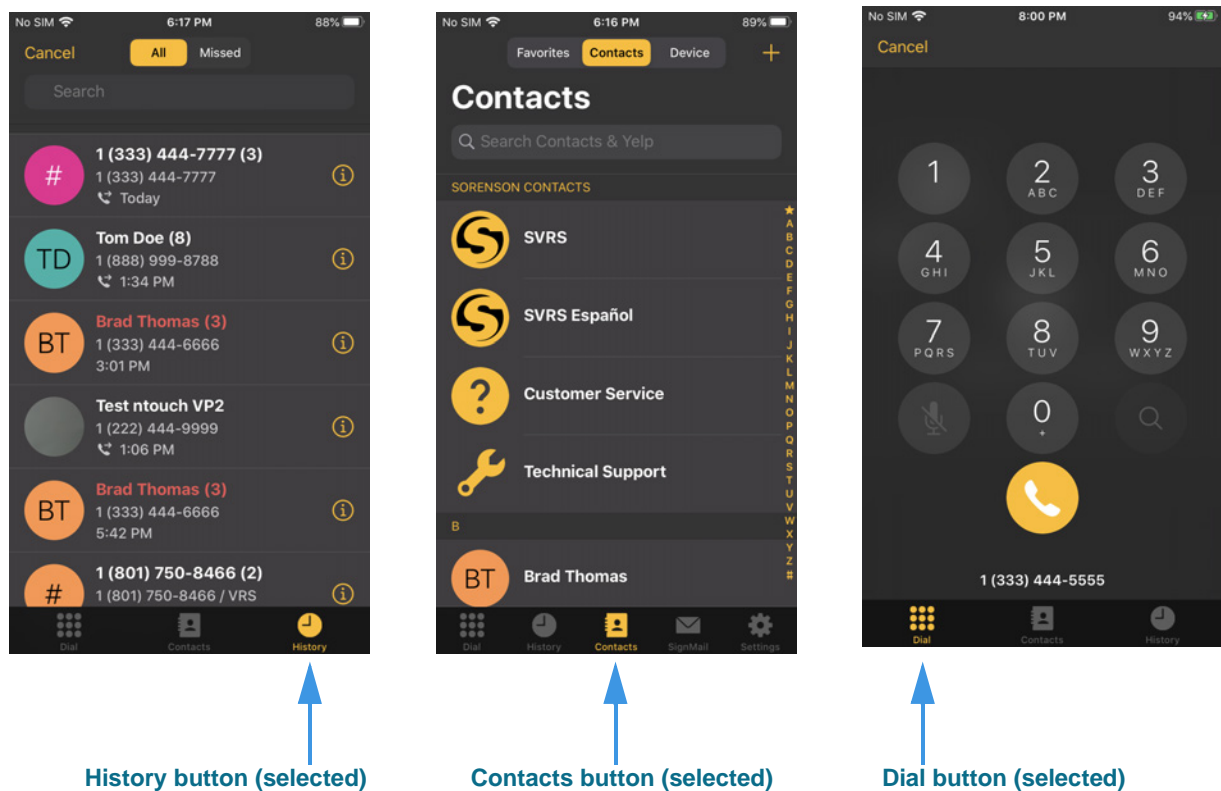 No SIM 6:17 PM 88%
Cancel All Missed
Search
# 1 (333) 444-7777 (3)
1 (333) 444-7777
Today
TD Tom Doe (8)
1 (888) 999-8788
1:34 PM
BT Brad Thomas (3)
1 (333) 444-6666
3:01 PM
Test ntouch VP2
1 (222) 444-9999
1:06 PM
BT Brad Thomas (3)
1 (333) 444-6666
5:42 PM
# 1 (801) 750-8466 (2)
1 (801) 750-8466 / VRS
Dial Contacts History
No SIM 6:16 PM 89%
Favorites Contacts Device +
Contacts
Search Contacts & Yelp
SORENSON CONTACTS
S SVRS
S SVRS Español
? Customer Service
Technical Support
B
BT Brad Thomas
A
B
C
D
E
F
G
H
I
J
K
L
M
N
O
P
Q
R
S
T
U
V
W
X
Y
Z
#
Dial History Contacts SignMail Settings
No SIM 8:00 PM 94%
Cancel
1 2 3
ABC DEF
4 5 6
GHI JKL MNO
7 8 9
PQRS TUV WXYZ
0
+
1 (333) 444-5555
Dial Contacts History
History button (selected) Contacts button (selected) Dial button (selected)